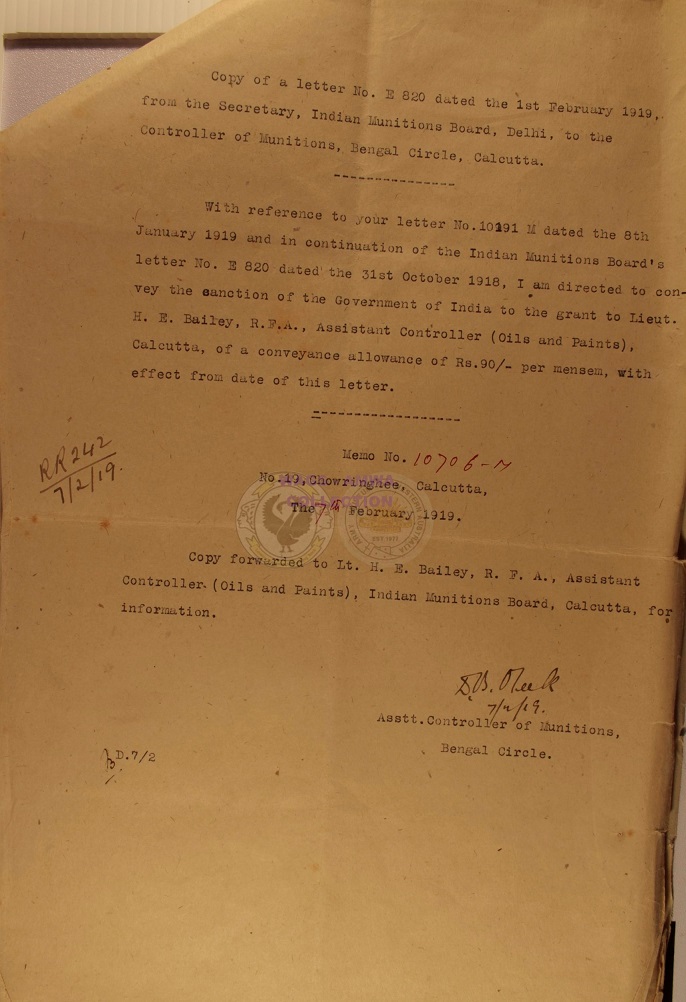 Copy of a letter No. E 820 dated the 1st February 1919,
from the Secretary, Indian Munitions Board, Delhi, to the
Controller of Munitions, Bengal Circle, Calcutta.
---------------
With reference to your letter No.10191 M dated the 8th
January 1919 and in continuation of the Indian Munitions Board's
letter No. E 820 dated the 31st October 1918, I am directed to con-
vey the sanction of the Government of India to the grant to Lieut.
H. E. Bailey, R.F.A., Assistant Controller (Oils and Paints),
Calcutta, of a conveyance allowance of Rs.90/- per mensem, with
effect from date of this letter.
------------------
Memo No. 10706-M
RR242
7/2/19.
No.19, Chowringhee, Calcutta,
COLLECTION
The 7th February 1919.
Copy forwarded to Lt. H. E. Bailey, R. F. A., Assistant
Controller (Oils and Paints), Indian Munitions Board, Calcutta, for
information.
7/2/19.
Asstt. Controller of Munitions,
Bengal Circle.
D.7/2